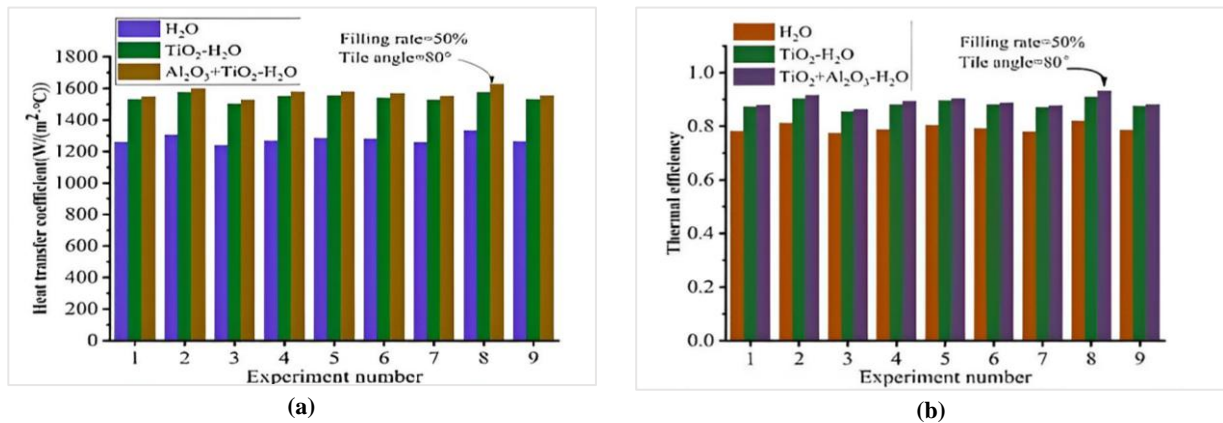 H₂O
TiO₂-H₂O
Al₂O₃+TiO₂-H₂O
Filling rate=50%
Tile angle=80°
Heat transfer coefficient(W/(m²·°C))
1800
1600
1400
1200
1000
800
600
400
200
0
1 2 3 4 5 6 7 8 9
Experiment number
(a)
H₂O
TiO₂-H₂O
TiO₂+Al₂O₃-H₂O
Filling rate=50%
Tile angle=80°
Thermal efficiency
1.0
0.8
0.6
0.4
0.2
0.0
1 2 3 4 5 6 7 8 9
Experiment number
(b)